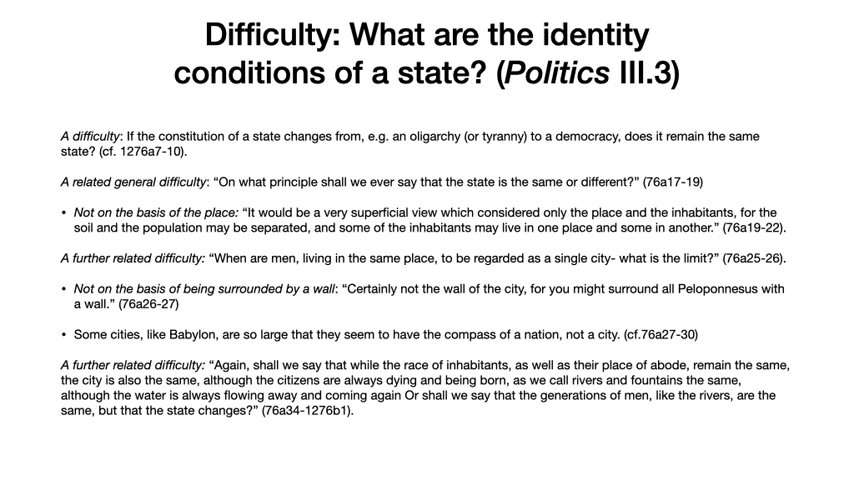 Difficulty: What are the identity
conditions of a state? (Politics III.3)
A difficulty: If the constitution of a state changes from, e.g. an oligarchy (or tyranny) to a democracy, does it remain the same
state? (cf. 1276a7-10).
A related general difficulty: “On what principle shall we ever say that the state is the same or different?” (76a17-19)
• Not on the basis of the place: “It would be a very superficial view which considered only the place and the inhabitants, for the
soil and the population may be separated, and some of the inhabitants may live in one place and some in another.” (76a19-22).
A further related difficulty: “When are men, living in the same place, to be regarded as a single city- what is the limit?” (76a25-26).
• Not on the basis of being surrounded by a wall: “Certainly not the wall of the city, for you might surround all Peloponnesus with
a wall.” (76a26-27)
• Some cities, like Babylon, are so large that they seem to have the compass of a nation, not a city. (cf.76a27-30)
A further related difficulty: “Again, shall we say that while the race of inhabitants, as well as their place of abode, remain the same,
the city is also the same, although the citizens are always dying and being born, as we call rivers and fountains the same,
although the water is always flowing away and coming again Or shall we say that the generations of men, like the rivers, are the
same, but that the state changes?” (76a34-1276b1).